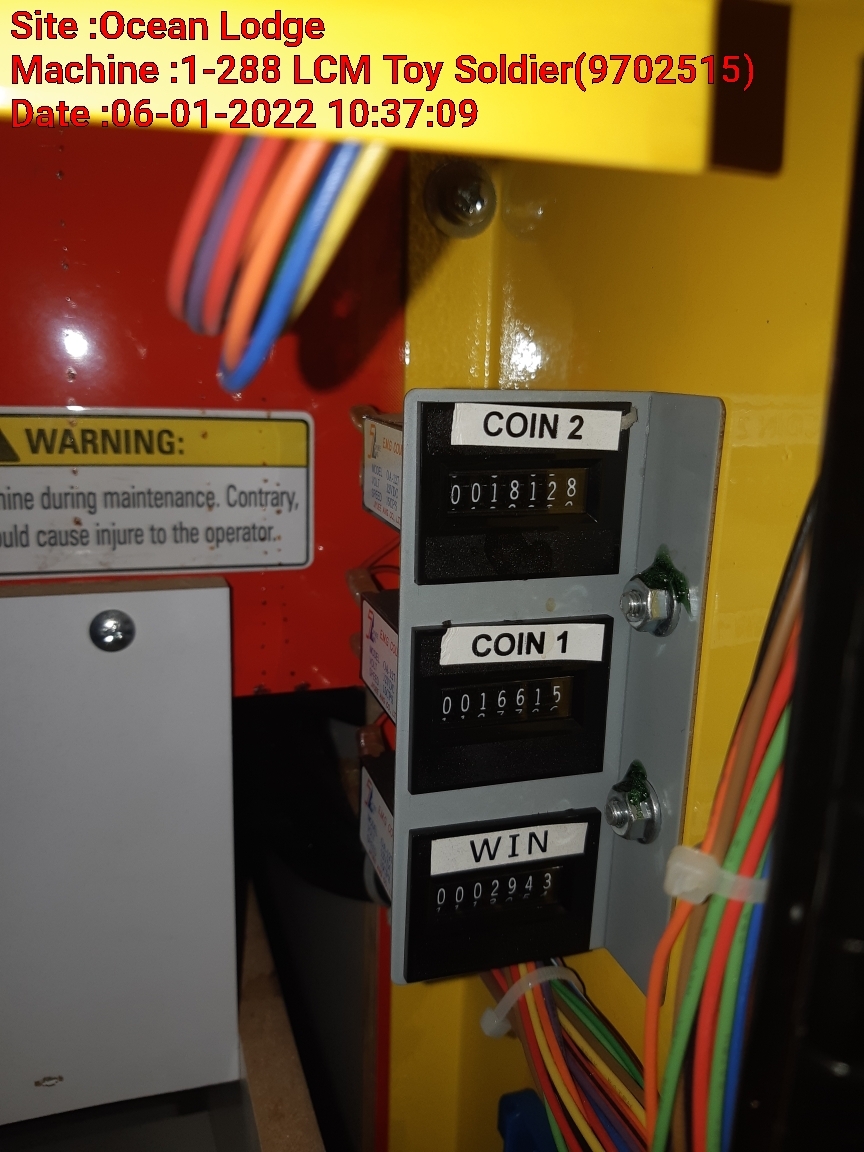 Site :Ocean Lodge
Machine :1-288 LCM Toy Soldier(9702515)
Date :06-01-2022 10:37:09
WARNING:
hine during maintenance. Contrary,
ould cause injure to the operator.
COIN 2
0018128
COIN 1
0016615
WIN
0002943